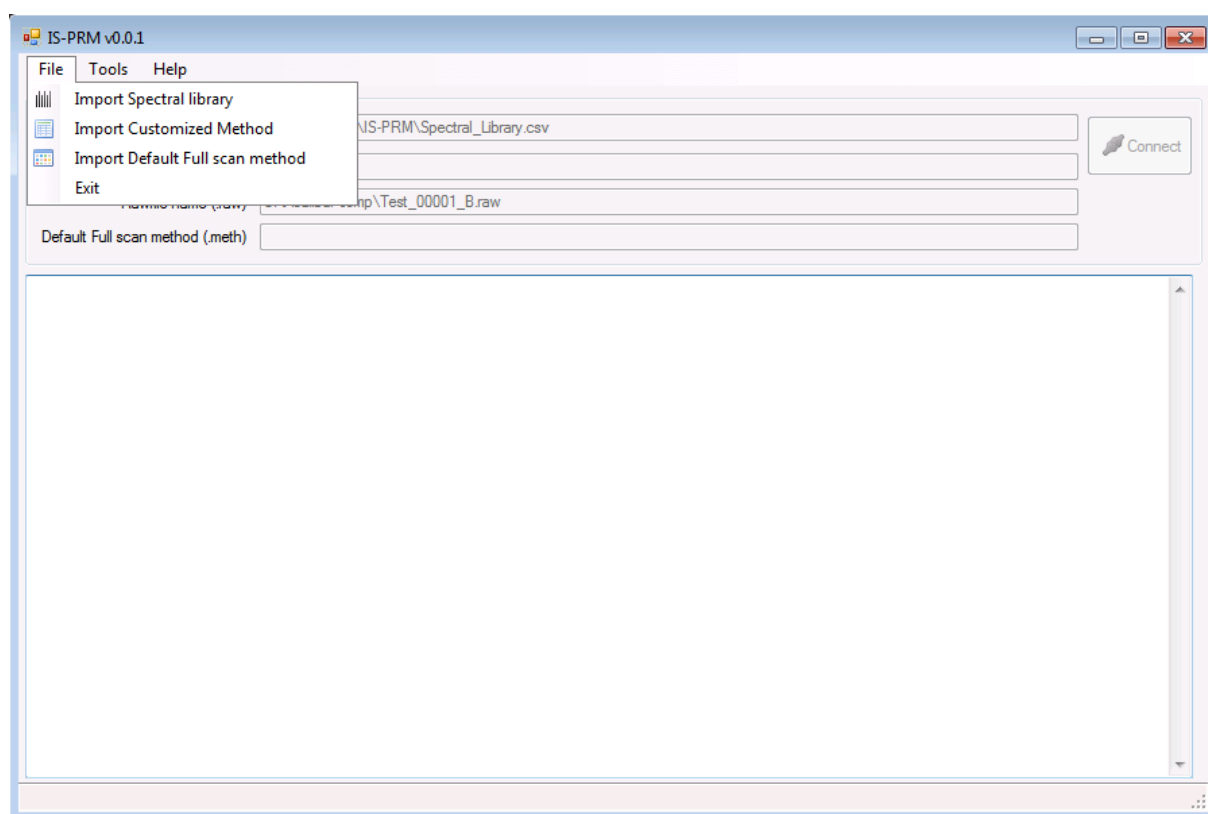 IS-PRM v0.0.1
File Tools Help
Import Spectral library
Import Customized Method
\IS-PRM\Spectral_Library.csv
Connect
Import Default Full scan method
Exit
(.raw) \Test_00001_B.raw
Default Full scan method (.meth)